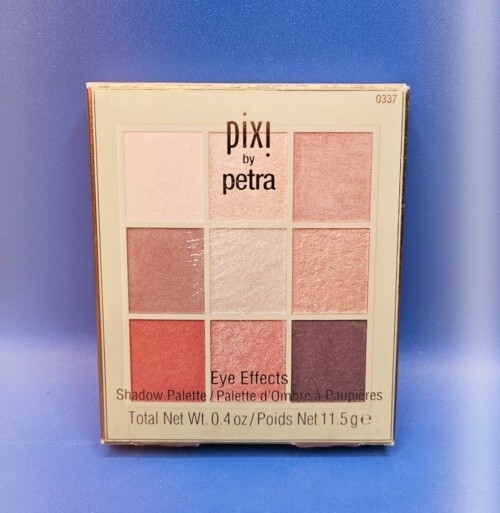 0337
pixi
by
petra
Eye Effects
Shadow Palette / Palette d'Ombre à Paupières
Total Net Wt. 0.4 oz / Poids Net 11.5 g ℮